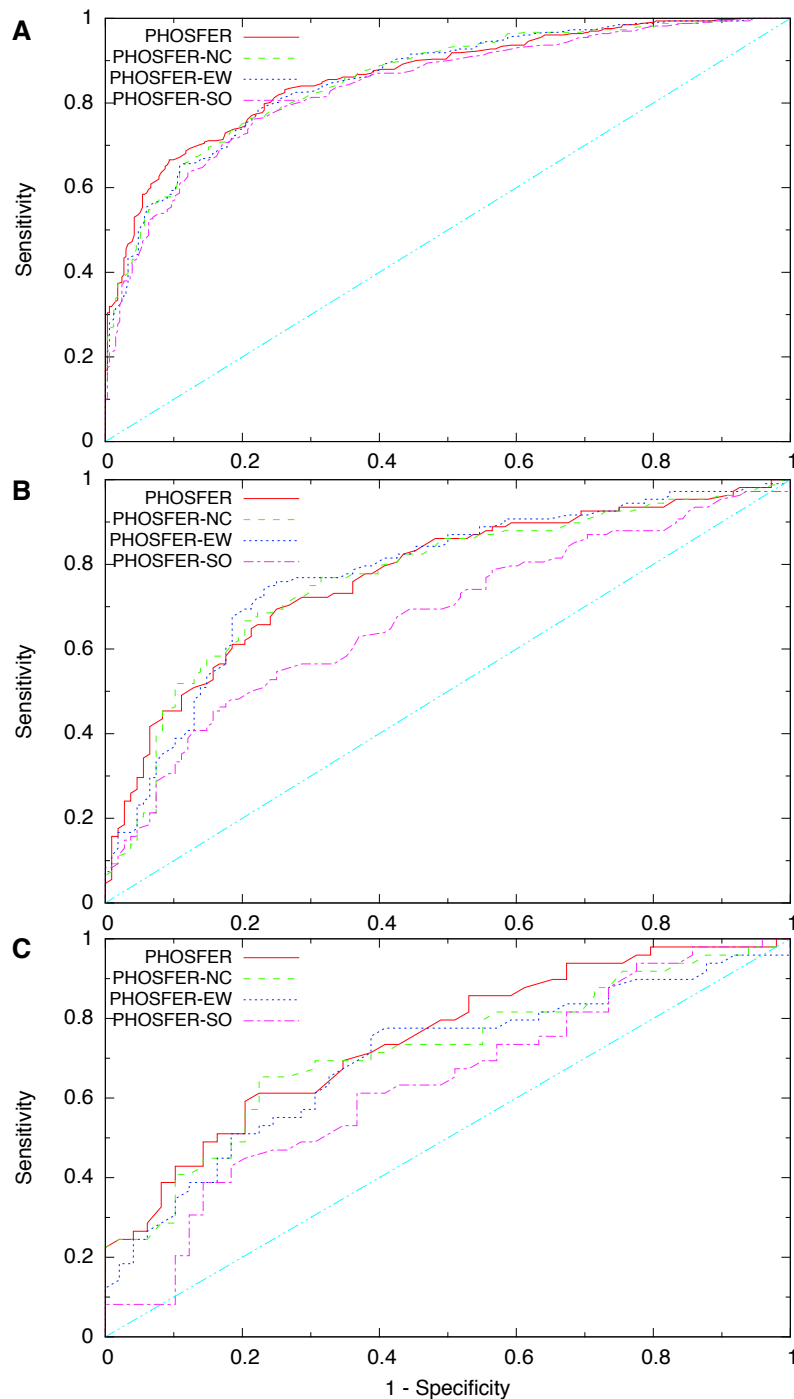 A
PHOSFER
PHOSFER-NC
PHOSFER-EW
PHOSFER-SO
Sensitivity
1
0.8
0.6
0.4
0.2
0
0 0.2 0.4 0.6 0.8 1
B
PHOSFER
PHOSFER-NC
PHOSFER-EW
PHOSFER-SO
Sensitivity
1
0.8
0.6
0.4
0.2
0
0 0.2 0.4 0.6 0.8 1
C
PHOSFER
PHOSFER-NC
PHOSFER-EW
PHOSFER-SO
Sensitivity
1
0.8
0.6
0.4
0.2
0
0 0.2 0.4 0.6 0.8 1
1 - Specificity